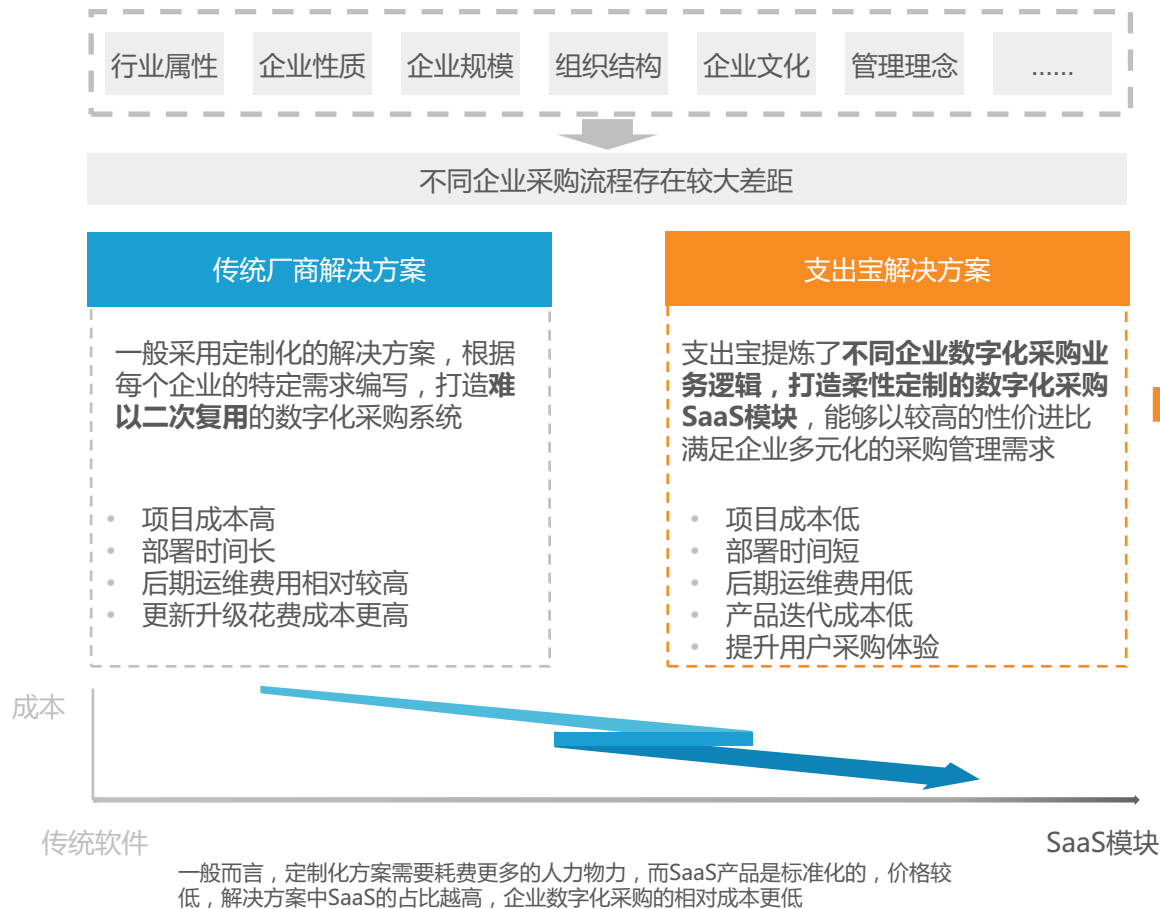 行业属性 企业性质 企业规模 组织结构 企业文化 管理理念 ……
不同企业采购流程存在较大差距
传统厂商解决方案
一般采用定制化的解决方案，根据
每个企业的特定需求编写，打造难
以二次复用的数字化采购系统
• 项目成本高
• 部署时间长
• 后期运维费用相对较高
• 更新升级花费成本更高
支出宝解决方案
支出宝提炼了不同企业数字化采购业
务逻辑，打造柔性定制的数字化采购
SaaS模块，能够以较高的性价进比
满足企业多元化的采购管理需求
• 项目成本低
• 部署时间短
• 后期运维费用低
• 产品迭代成本低
• 提升用户采购体验
成本
传统软件
SaaS模块
一般而言，定制化方案需要耗费更多的人力物力，而SaaS产品是标准化的，价格较
低，解决方案中SaaS的占比越高，企业数字化采购的相对成本更低